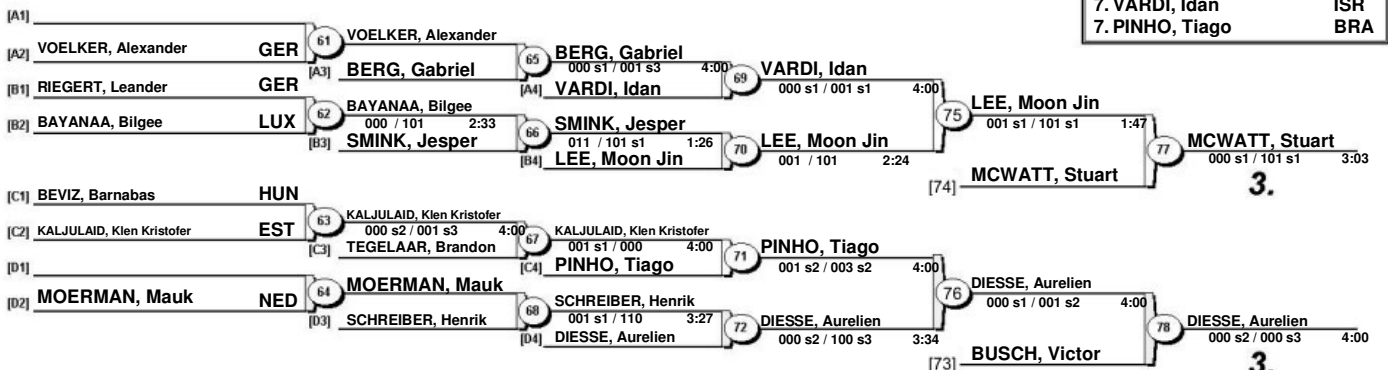 7. VARDI, Idan ISR
7. PINHO, Tiago BRA
[A1]
[A2] VOELKER, Alexander GER
[B1] RIEGERT, Leander GER
[B2] BAYANAA, Bilgee LUX
[C1] BEVIZ, Barnabas HUN
[C2] KALJULAID, Klen Kristofer EST
[D1]
[D2] MOERMAN, Mauk NED
61 VOELKER, Alexander
[A3] BERG, Gabriel
62 BAYANAA, Bilgee
000 / 101 2:33
[B3] SMINK, Jesper
63 KALJULAID, Klen Kristofer
000 s2 / 001 s3 4:00
[C3] TEGELAAR, Brandon
64 MOERMAN, Mauk
[D3] SCHREIBER, Henrik
65 BERG, Gabriel
000 s1 / 001 s3 4:00
[A4] VARDI, Idan
66 SMINK, Jesper
011 / 101 s1 1:26
[B4] LEE, Moon Jin
67 KALJULAID, Klen Kristofer
001 s1 / 000 4:00
[C4] PINHO, Tiago
68 SCHREIBER, Henrik
001 s1 / 110 3:27
[D4] DIESSE, Aurelien
69 VARDI, Idan
000 s1 / 001 s1 4:00
70 LEE, Moon Jin
001 / 101 2:24
71 PINHO, Tiago
001 s2 / 003 s2 4:00
72 DIESSE, Aurelien
000 s2 / 100 s3 3:34
75 LEE, Moon Jin
001 s1 / 101 s1 1:47
[74] MCWATT, Stuart
76 DIESSE, Aurelien
000 s1 / 001 s2 4:00
[73] BUSCH, Victor
77 MCWATT, Stuart
000 s1 / 101 s1 3:03
3.
78 DIESSE, Aurelien
000 s2 / 000 s3 4:00
3.